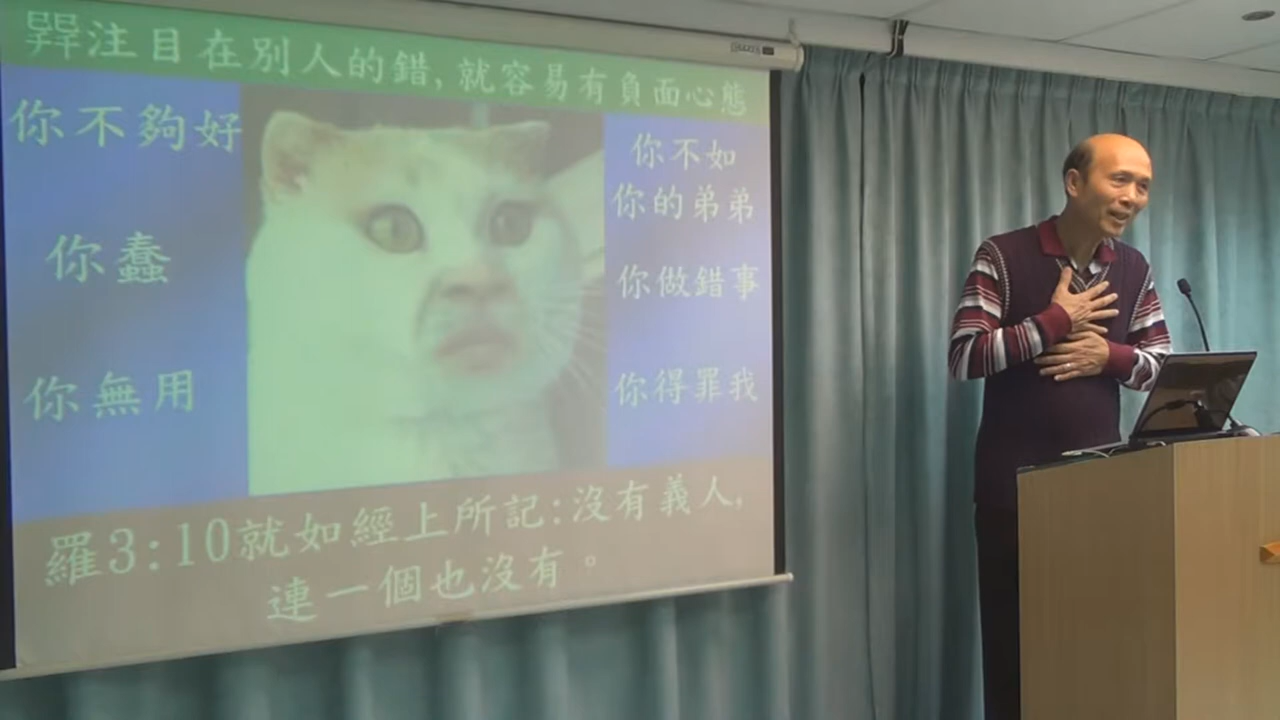 注目在別人的錯,就容易有負面心態
你不夠好
你蠢
你無用
你不如
你的弟弟
你做錯事
你得罪我
羅3:10就如經上所記:沒有義人,
連一個也沒有。